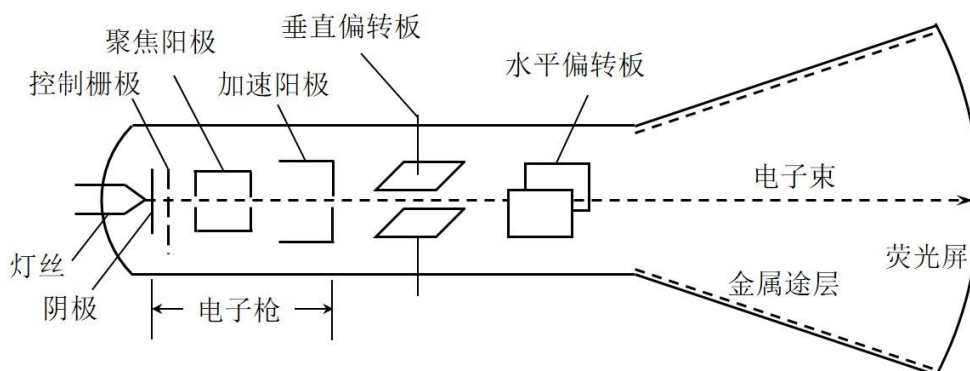 垂直偏转板
聚焦阳极
水平偏转板
控制栅极
加速阳极
电子束
灯丝
荧光屏
金属途层
阴极
电子枪